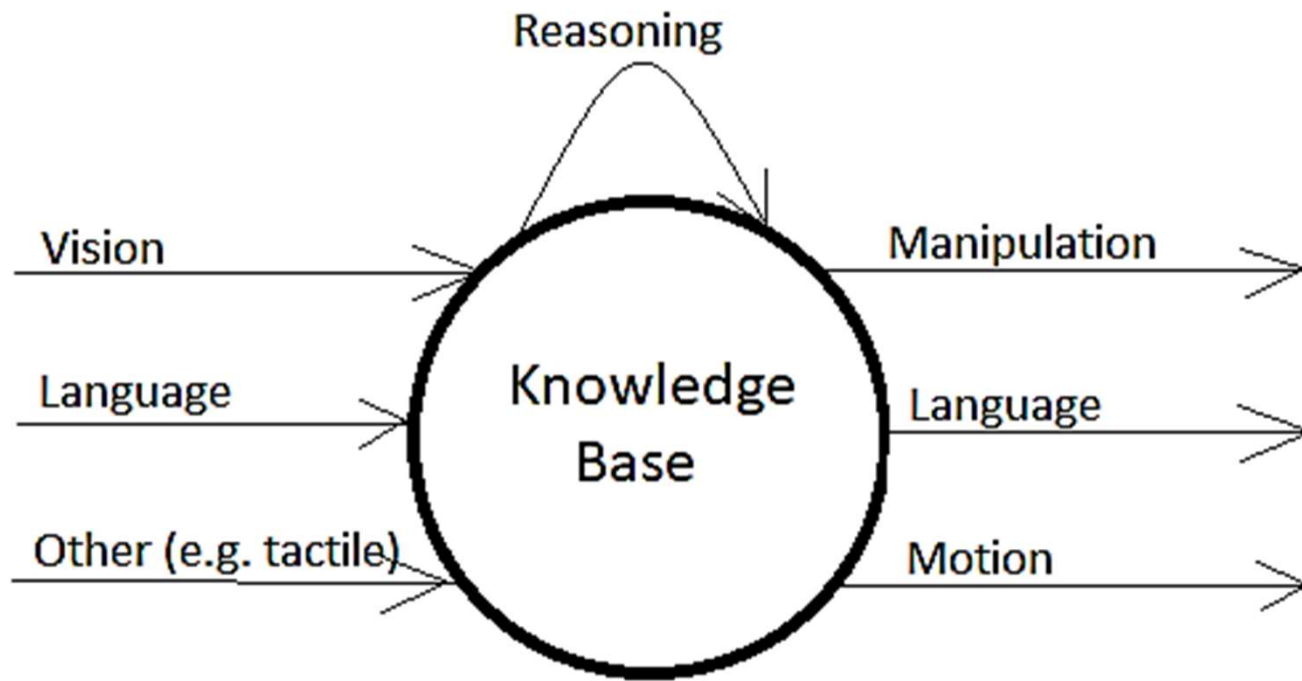 Reasoning
Vision
Manipulation
Knowledge
Base
Language
Language
Other (e.g. tactile)
Motion